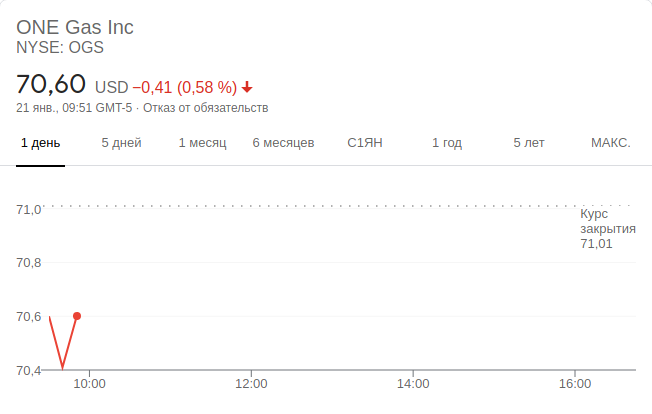 ONE Gas Inc
NYSE: OGS
70,60 USD −0,41 (0,58 %)
21 янв., 09:51 GMT-5 · Отказ от обязательств
1 день 5 дней 1 месяц 6 месяцев С1ЯН 1 год 5 лет МАКС.
71,0
Курс
закрытия
71,01
70,8
70,6
70,4
10:00 12:00 14:00 16:00